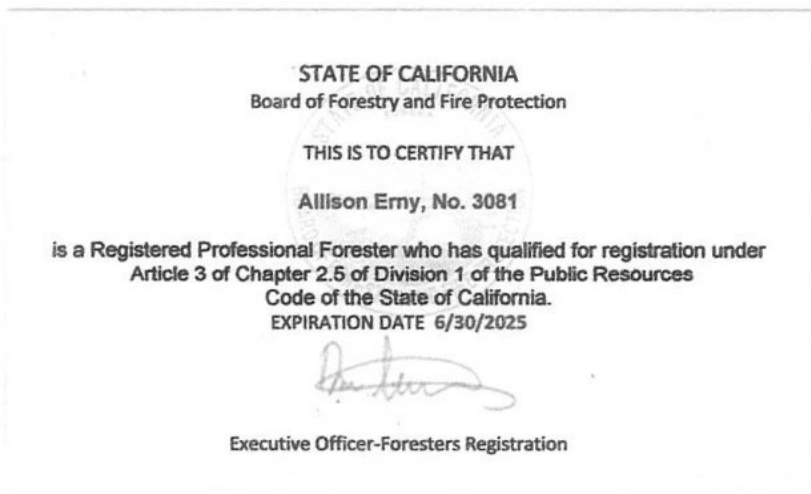 STATE OF CALIFORNIA
Board of Forestry and Fire Protection
THIS IS TO CERTIFY THAT
Allison Erny, No. 3081
is a Registered Professional Forester who has qualified for registration under
Article 3 of Chapter 2.5 of Division 1 of the Public Resources
Code of the State of California.
EXPIRATION DATE 6/30/2025
Executive Officer-Foresters Registration